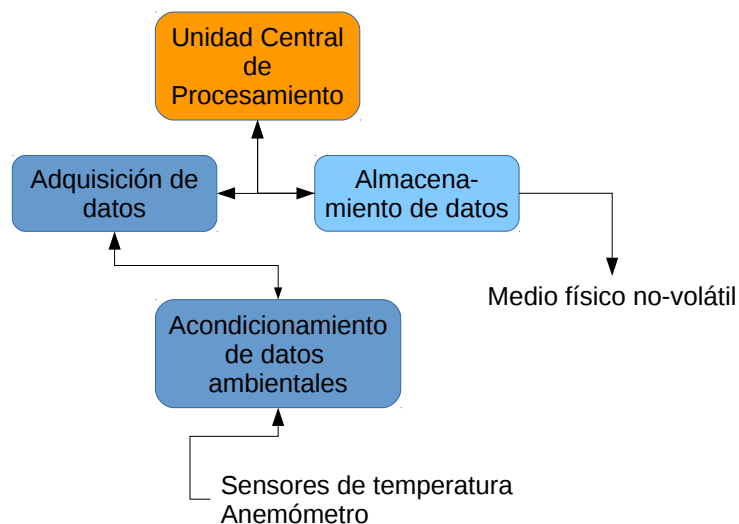 Unidad Central
de
Procesamiento
Adquisición de
datos
Almacena-
miento de datos
Medio físico no-volátil
Acondicionamiento
de datos
ambientales
Sensores de temperatura
Anemómetro